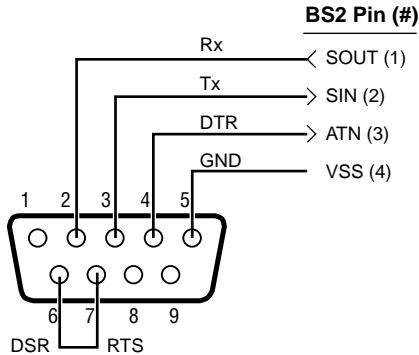 BS2 Pin (#)
Rx
SOUT (1)
Tx
SIN (2)
DTR
ATN (3)
GND
VSS (4)
1 2 3 4 5
6 7 8 9
DSR RTS